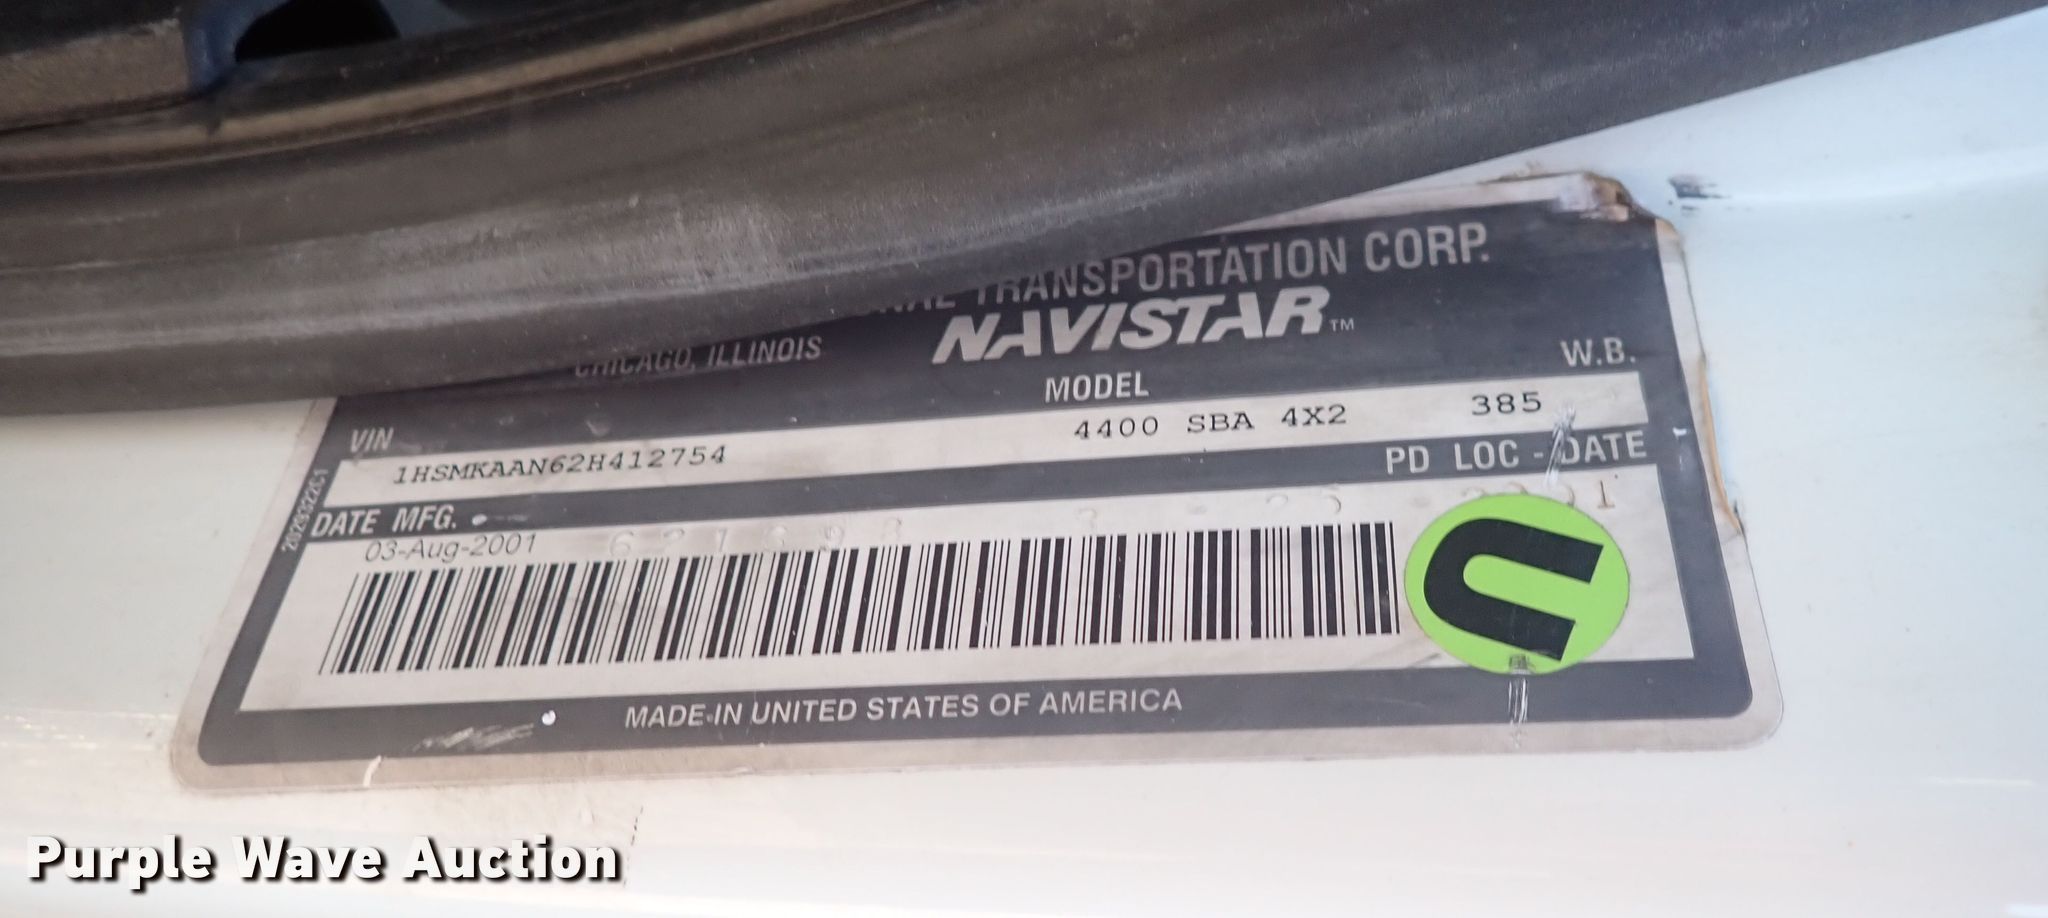 TRANSPORTATION CORP.
CHICAGO, ILLINOIS
NAVISTAR™
MODEL
W.B.
VIN
1HSMKAAN62H412754
4400 SBA 4X2
385
PD LOC - DATE
2029322C1
DATE MFG.
03-Aug-2001
MADE IN UNITED STATES OF AMERICA
Purple Wave Auction